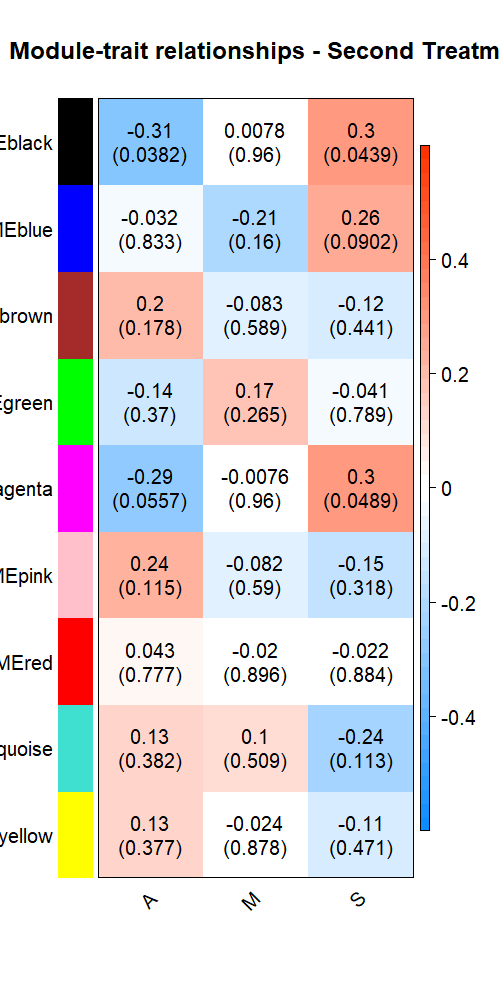 Module-trait relationships - Second Treatm
Eblack
-0.31 0.0078 0.3
(0.0382) (0.96) (0.0439)
MEblue
-0.032 -0.21 0.26
(0.833) (0.16) (0.0902)
brown
0.2 -0.083 -0.12
(0.178) (0.589) (0.441)
Egreen
-0.14 0.17 -0.041
(0.37) (0.265) (0.789)
agenta
-0.29 -0.0076 0.3
(0.0557) (0.96) (0.0489)
MEpink
0.24 -0.082 -0.15
(0.115) (0.59) (0.318)
MEred
0.043 -0.02 -0.022
(0.777) (0.896) (0.884)
quoise
0.13 0.1 -0.24
(0.382) (0.509) (0.113)
yellow
0.13 -0.024 -0.11
(0.377) (0.878) (0.471)
A M S
0.4
0.2
0
-0.2
-0.4